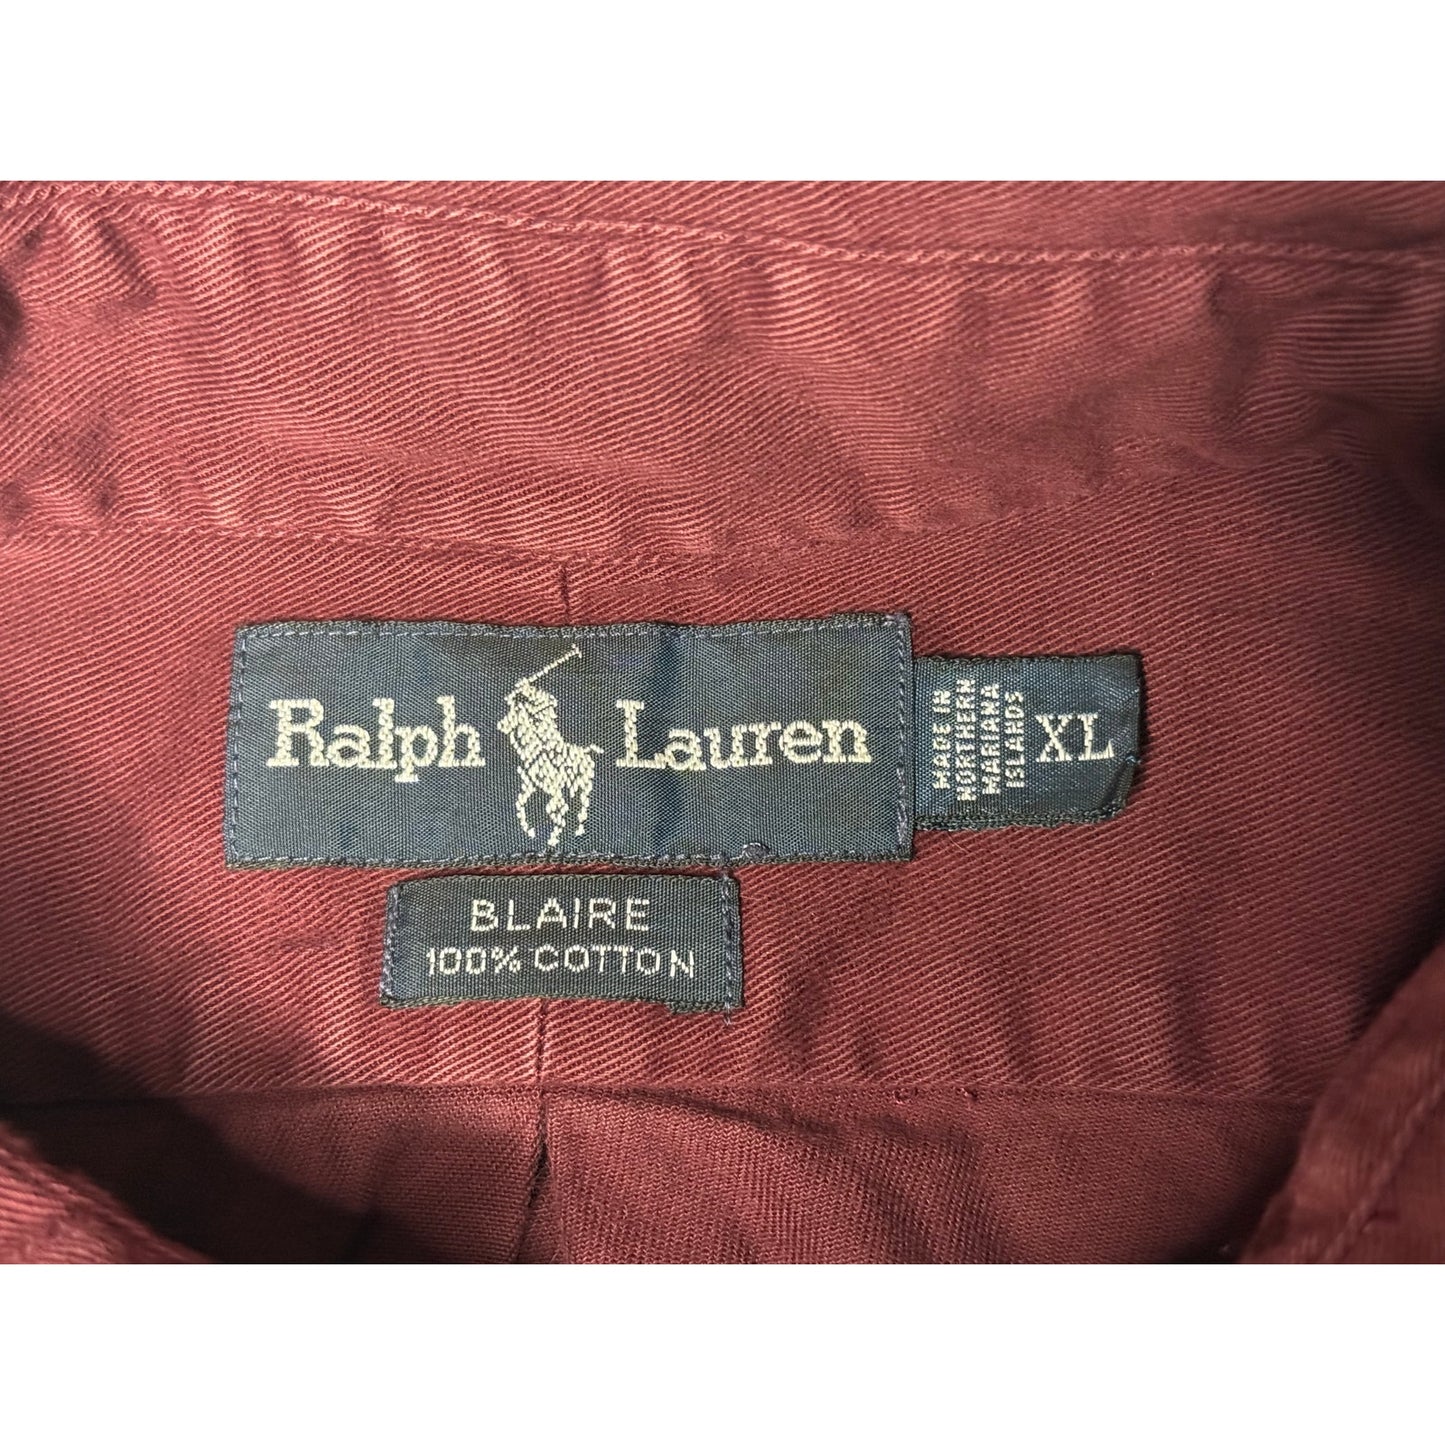 Ralph Lauren
MADE IN
NORTHERN
MARIANA
ISLANDS
XL
BLAIRE
100% COTTON